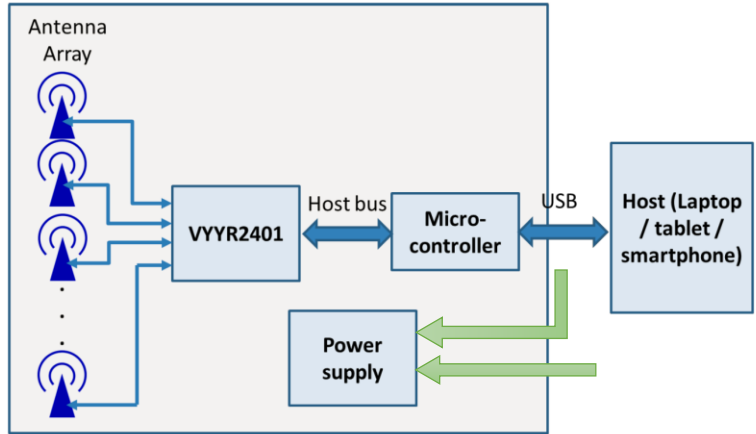 Antenna
Array
VYYR2401
Host bus
Micro-
controller
USB
Host (Laptop
/ tablet /
smartphone)
Power
supply